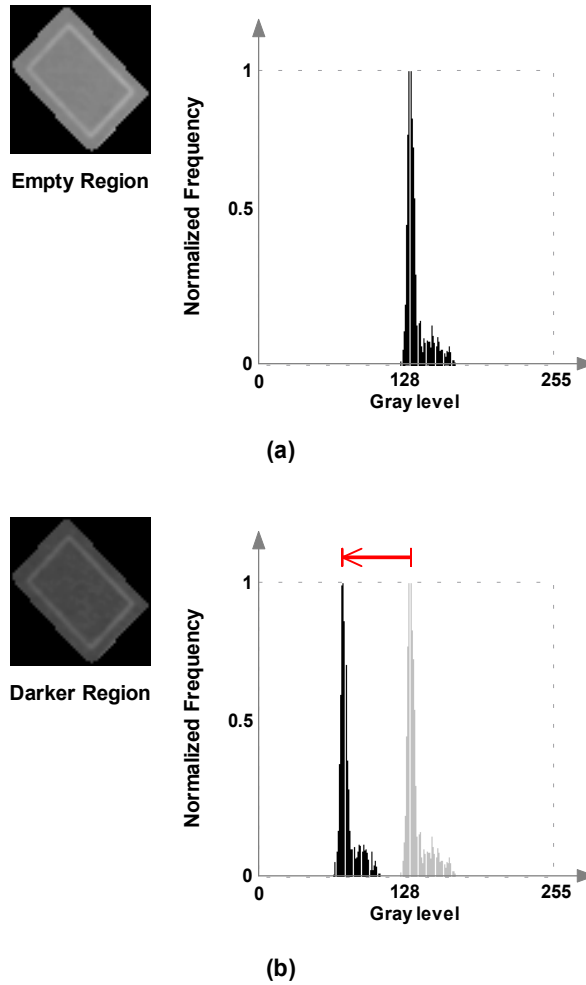 1
Normalized Frequency
0.5
Empty Region
0
0
128
255
Gray level
(a)
1
Normalized Frequency
0.5
Darker Region
0
0
128
255
Gray level
(b)